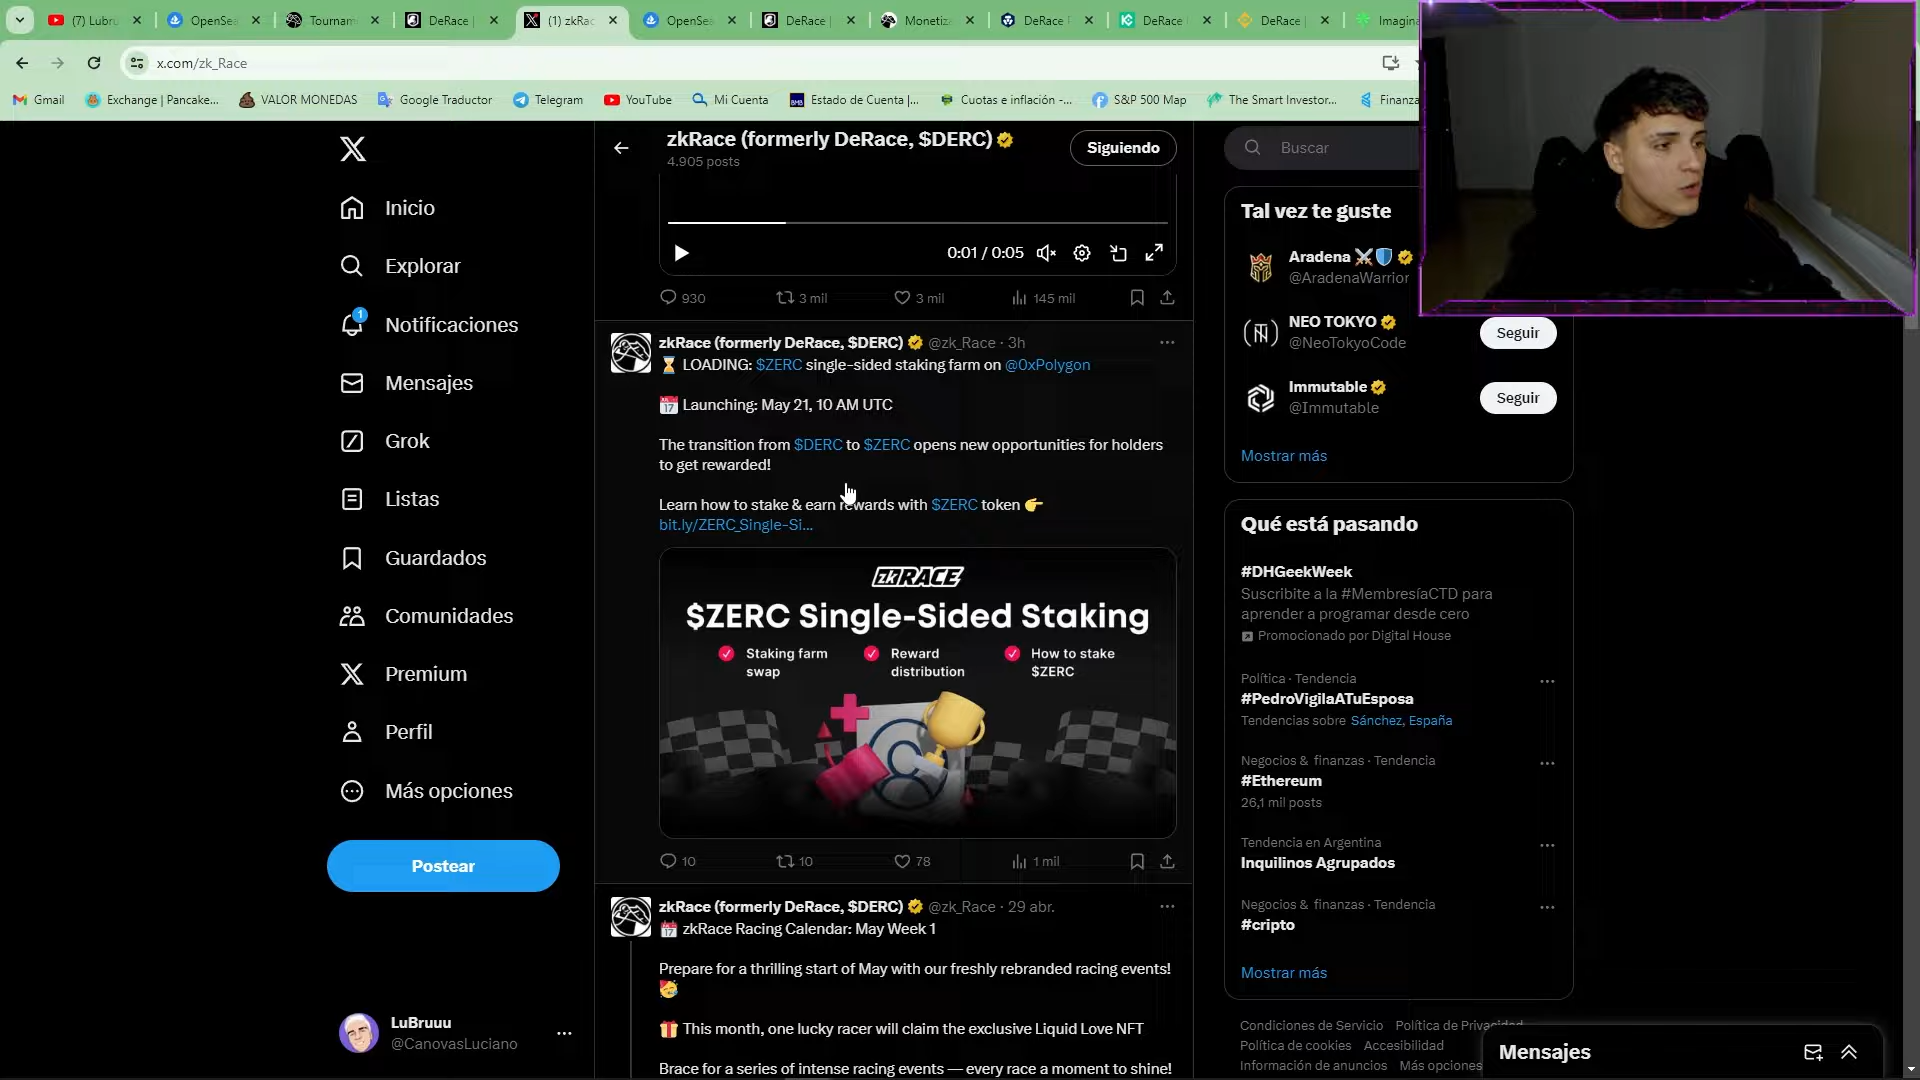 (7) Lubru
OpenSea
Tournam
DeRace |
(1) zkRac
OpenSea
DeRace |
Monetiz
DeRace
DeRace
DeRace |
Imagina
x.com/zk_Race
Gmail
Exchange | Pancake...
VALOR MONEDAS
Google Traductor
Telegram
YouTube
Mi Cuenta
Estado de Cuenta |...
Cuotas e inflación -...
S&P 500 Map
The Smart Investor...
Finanza
Inicio
Explorar
1
Notificaciones
Mensajes
Grok
Listas
Guardados
Comunidades
Premium
Perfil
Más opciones
Postear
LuBruuu
@CanovasLuciano
zkRace (formerly DeRace, $DERC)
4.905 posts
Siguiendo
0:01 / 0:05
930
3 mil
3 mil
145 mil
zkRace (formerly DeRace, $DERC) @zk_Race · 3h
LOADING: $ZERC single-sided staking farm on @0xPolygon
Launching: May 21, 10 AM UTC
The transition from $DERC to $ZERC opens new opportunities for holders
to get rewarded!
Learn how to stake & earn rewards with $ZERC token
bit.ly/ZERC_Single-Si...
zkRACE
$ZERC Single-Sided Staking
Staking farm
swap
Reward
distribution
How to stake
$ZERC
10
10
78
1 mil
zkRace (formerly DeRace, $DERC) @zk_Race · 29 abr.
zkRace Racing Calendar: May Week 1
Prepare for a thrilling start of May with our freshly rebranded racing events!
This month, one lucky racer will claim the exclusive Liquid Love NFT
Brace for a series of intense racing events — every race a moment to shine!
Buscar
Tal vez te guste
Aradena
@AradenaWarrior
NEO TOKYO
@NeoTokyoCode
Seguir
Immutable
@Immutable
Seguir
Mostrar más
Qué está pasando
#DHGeekWeek
Suscribite a la #MembresíaCTD para
aprender a programar desde cero
Promocionado por Digital House
Política · Tendencia
#PedroVigilaATuEsposa
Tendencias sobre Sánchez, España
Negocios & finanzas · Tendencia
#Ethereum
26,1 mil posts
Tendencia en Argentina
Inquilinos Agrupados
Negocios & finanzas · Tendencia
#cripto
Mostrar más
Condiciones de Servicio Política de Privacidad
Política de cookies Accesibilidad
Información de anuncios Más opciones
Mensajes